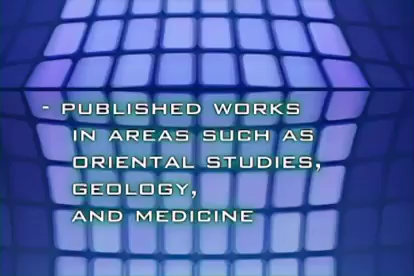 - PUBLISHED WORKS
IN AREAS SUCH AS
ORIENTAL STUDIES,
GEOLOGY,
AND MEDICINE